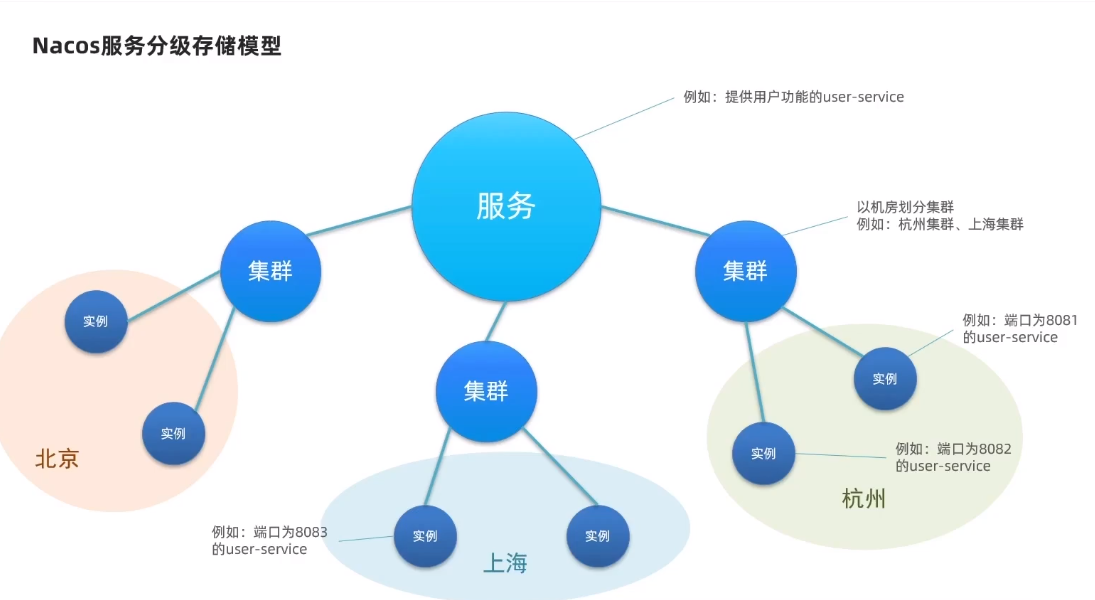 Nacos服务分级存储模型
例如：提供用户功能的user-service
服务
以机房划分集群
例如：杭州集群、上海集群
集群
集群
实例
例如：端口为8081
的user-service
实例
集群
实例
实例
北京
例如：端口为8082
的user-service
实例
杭州
例如：端口为8083
的user-service
实例
实例
上海